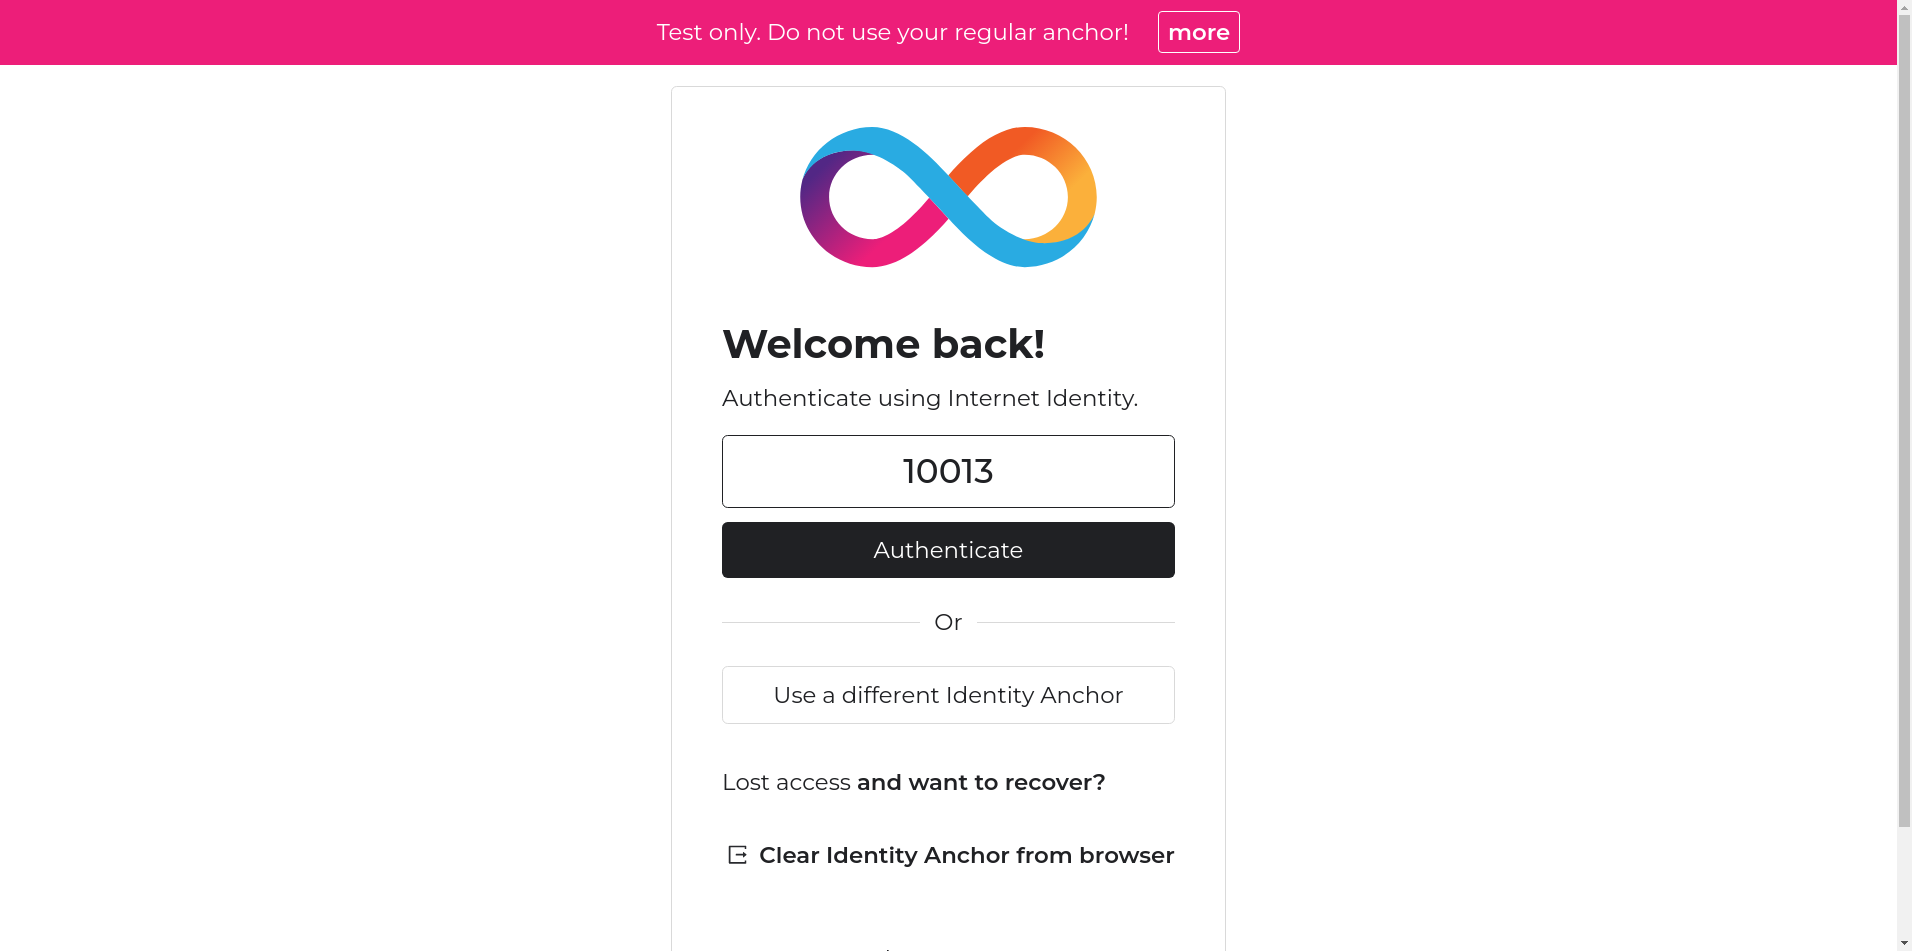 Test only. Do not use your regular anchor! more
Welcome back!
Authenticate using Internet Identity.
10013
Authenticate
Or
Use a different Identity Anchor
Lost access and want to recover?
Clear Identity Anchor from browser